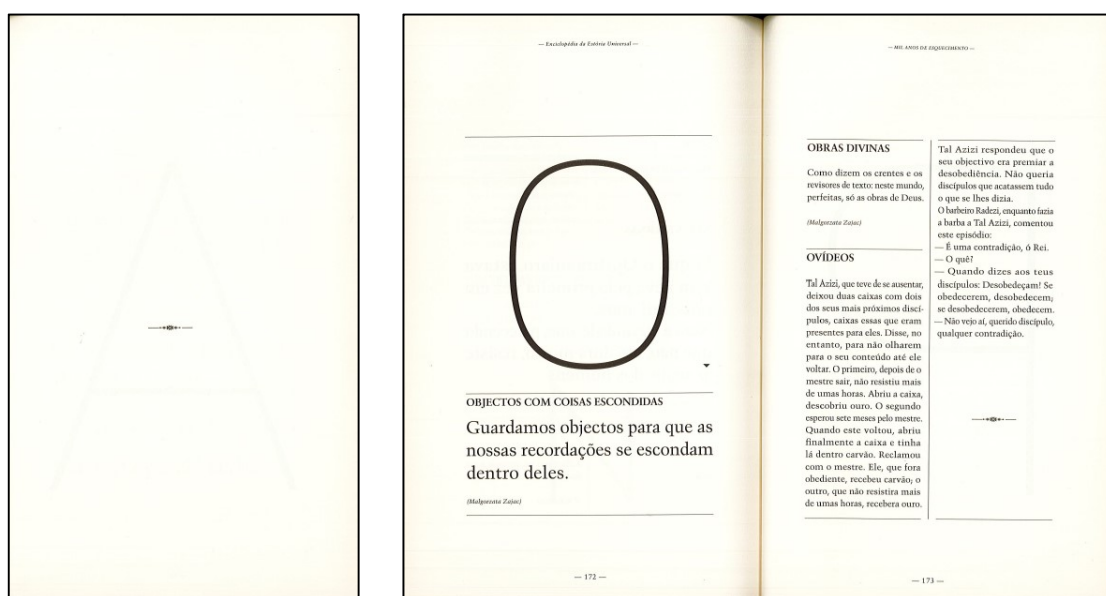 A
— Enciclopédia da Estória Universal —
O
OBJECTOS COM COISAS ESCONDIDAS
Guardamos objectos para que as
nossas recordações se escondam
dentro deles.
(Malgorzata Zajac)
— 172 —
— MIL ANOS DE ESQUECIMENTO —
OBRAS DIVINAS
Como dizem os crentes e os
revisores de texto: neste mundo,
perfeitas, só as obras de Deus.
(Malgorzata Zajac)
OVÍDEOS
Tal Azizi, que teve de se ausentar,
deixou duas caixas com dois
dos seus mais próximos discí-
pulos, caixas essas que eram
presentes para eles. Disse, no
entanto, para não olharem
para o seu conteúdo até ele
voltar. O primeiro, depois de o
mestre sair, não resistiu mais
de umas horas. Abriu a caixa,
descobriu ouro. O segundo
esperou sete meses pelo mestre.
Quando este voltou, abriu
finalmente a caixa e tinha
lá dentro carvão. Reclamou
com o mestre. Ele, que fora
obediente, recebeu carvão; o
outro, que não resistira mais
de umas horas, recebera ouro.
Tal Azizi respondeu que o
seu objectivo era premiar a
desobediência. Não queria
discípulos que acatassem tudo
o que se lhes dizia.
O barbeiro Radezi, enquanto fazia
a barba a Tal Azizi, comentou
este episódio:
— É uma contradição, ó Rei.
— O quê?
— Quando dizes aos teus
discípulos: Desobedeçam! Se
obedecerem, desobedecem;
se desobedecerem, obedecem.
— Não vejo aí, querido discípulo,
qualquer contradição.
— 173 —